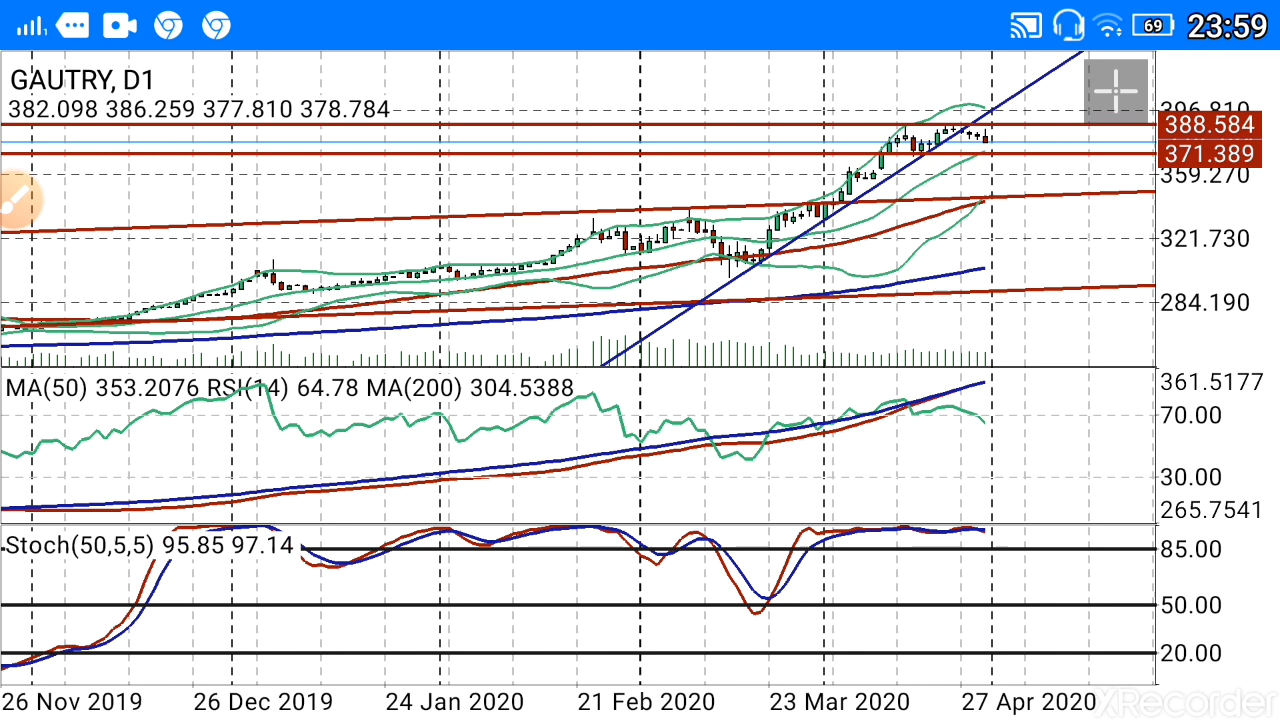 69 23:59
GAUTRY, D1
382.098 386.259 377.810 378.784
388.584
371.389
359.270
321.730
284.190
MA(50) 353.2076 RSI(14) 64.78 MA(200) 304.5388
361.5177
70.00
30.00
265.7541
Stoch(50,5,5) 95.85 97.14
85.00
50.00
20.00
26 Nov 2019 26 Dec 2019 24 Jan 2020 21 Feb 2020 23 Mar 2020 27 Apr 2020
XRecorder